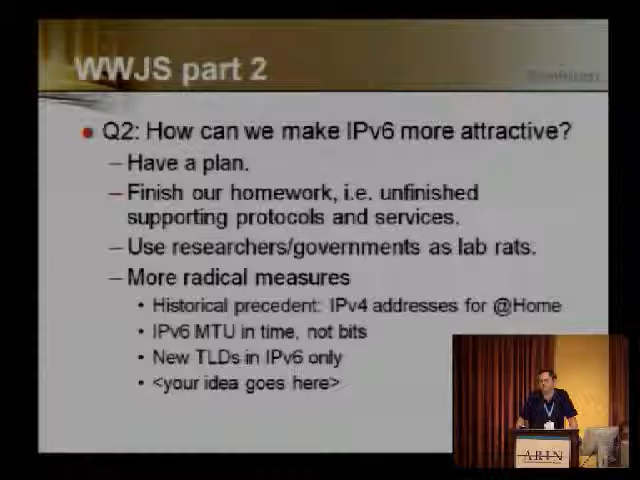 WWJS part 2
• Q2: How can we make IPv6 more attractive?
– Have a plan.
– Finish our homework, i.e. unfinished
supporting protocols and services.
– Use researchers/governments as lab rats.
– More radical measures
• Historical precedent: IPv4 addresses for @Home
• IPv6 MTU in time, not bits
• New TLDs in IPv6 only
• <your idea goes here>
ARIN